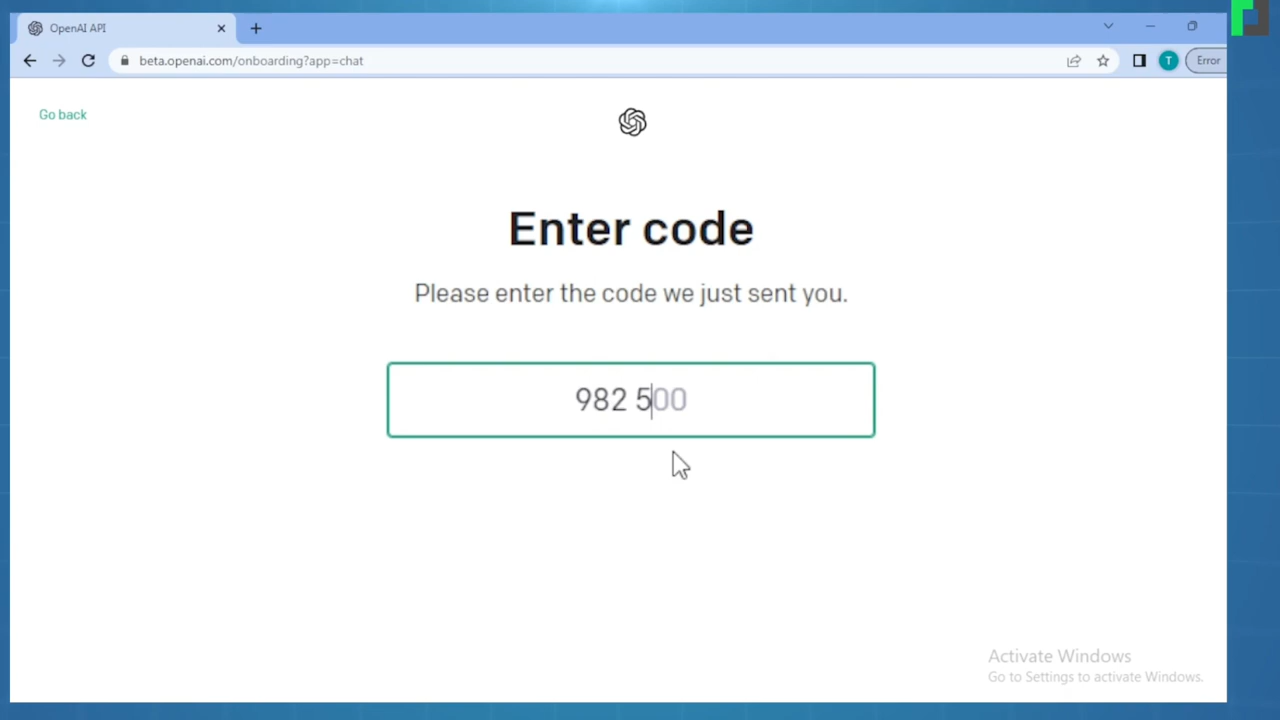 OpenAI API
beta.openai.com/onboarding?app=chat
T
Error
Go back
Enter code
Please enter the code we just sent you.
982 500
Activate Windows
Go to Settings to activate Windows.